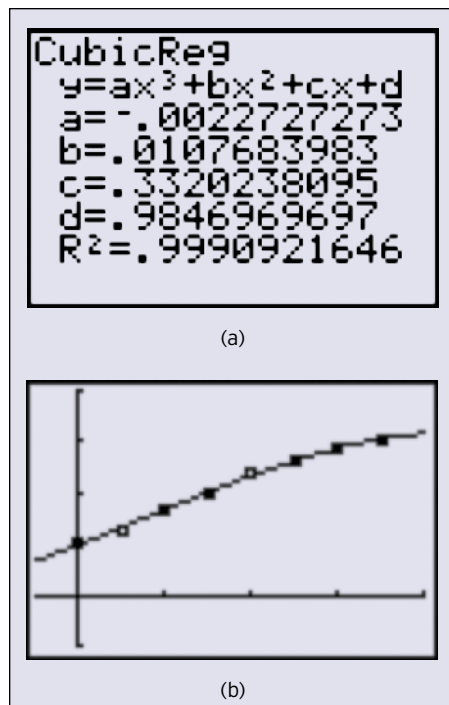 CubicReg
y=ax³+bx²+cx+d
a=⁻.0022727273
b=.0107683983
c=.3320238095
d=.9846969697
R²=.9990921646
(a)
(b)